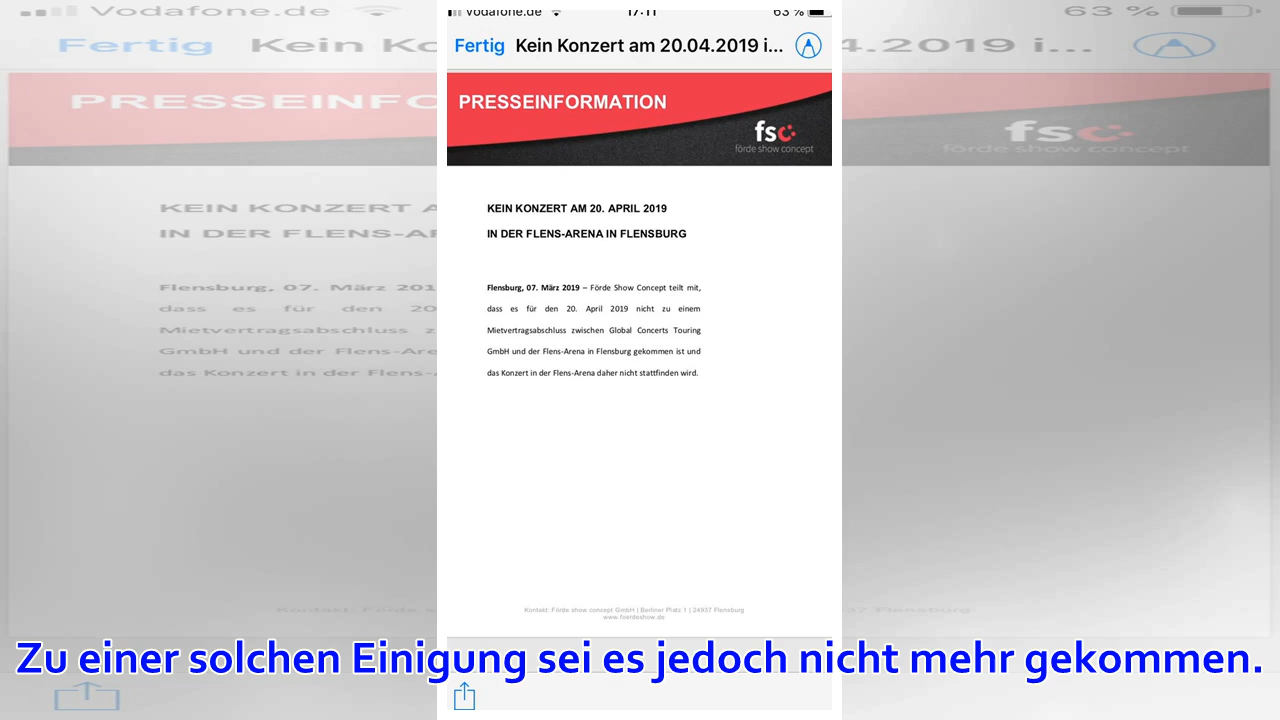 Vodafone.de 17:11 63 %
Fertig Kein Konzert am 20.04.2019 i...
PRESSEINFORMATION
fsc
förde show concept
KEIN KONZERT AM 20. APRIL 2019
IN DER FLENS-ARENA IN FLENSBURG
Flensburg, 07. März 2019 – Förde Show Concept teilt mit,
dass es für den 20. April 2019 nicht zu einem
Mietvertragsabschluss zwischen Global Concerts Touring
GmbH und der Flens-Arena in Flensburg gekommen ist und
das Konzert in der Flens-Arena daher nicht stattfinden wird.
Kontakt: Förde show concept GmbH | Berliner Platz 1 | 24937 Flensburg
www.foerdeshow.de
Zu einer solchen Einigung sei es jedoch nicht mehr gekommen.